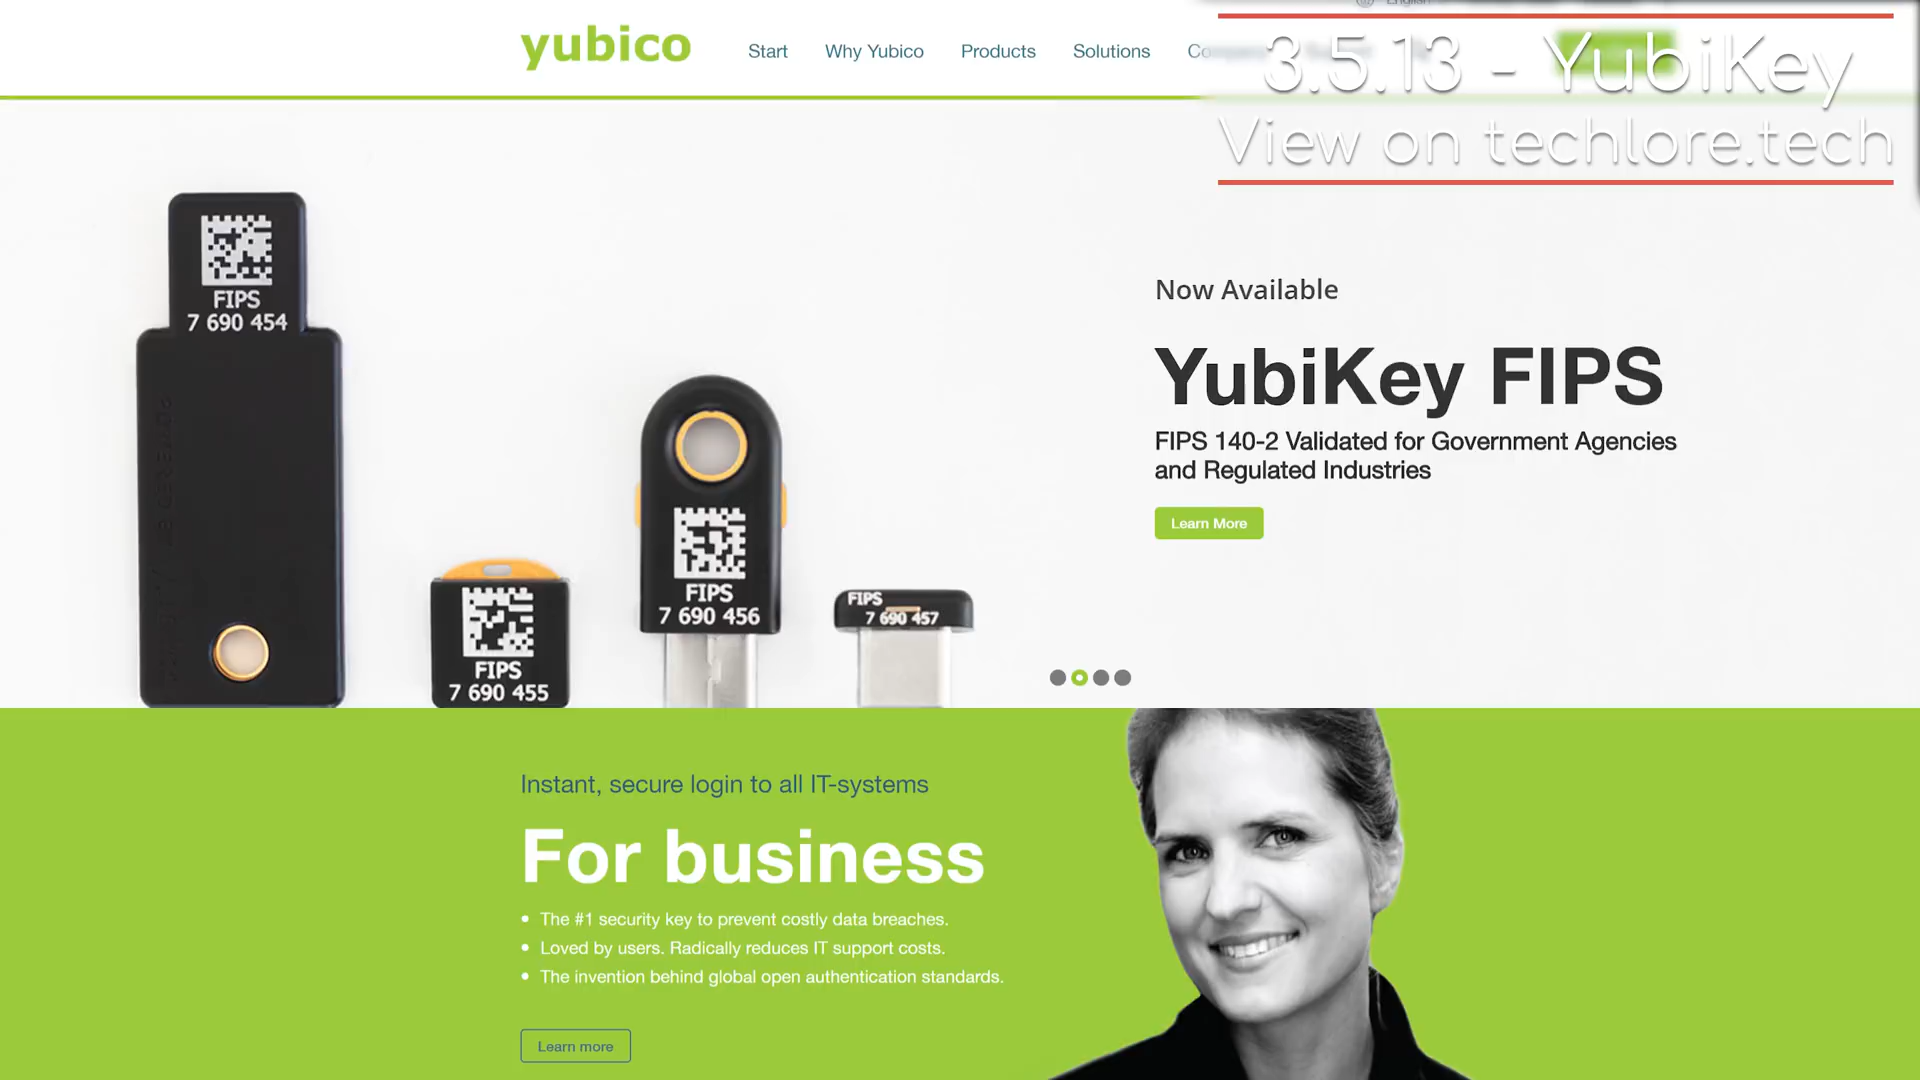 English
yubico
Start
Why Yubico
Products
Solutions
3.5.13 - YubiKey
View on techlore.tech
FIPS
7 690 454
FIPS
7 690 455
FIPS
7 690 456
FIPS
7 690 457
Now Available
YubiKey FIPS
FIPS 140-2 Validated for Government Agencies
and Regulated Industries
Learn More
Instant, secure login to all IT-systems
For business
The #1 security key to prevent costly data breaches.
Loved by users. Radically reduces IT support costs.
The invention behind global open authentication standards.
Learn more